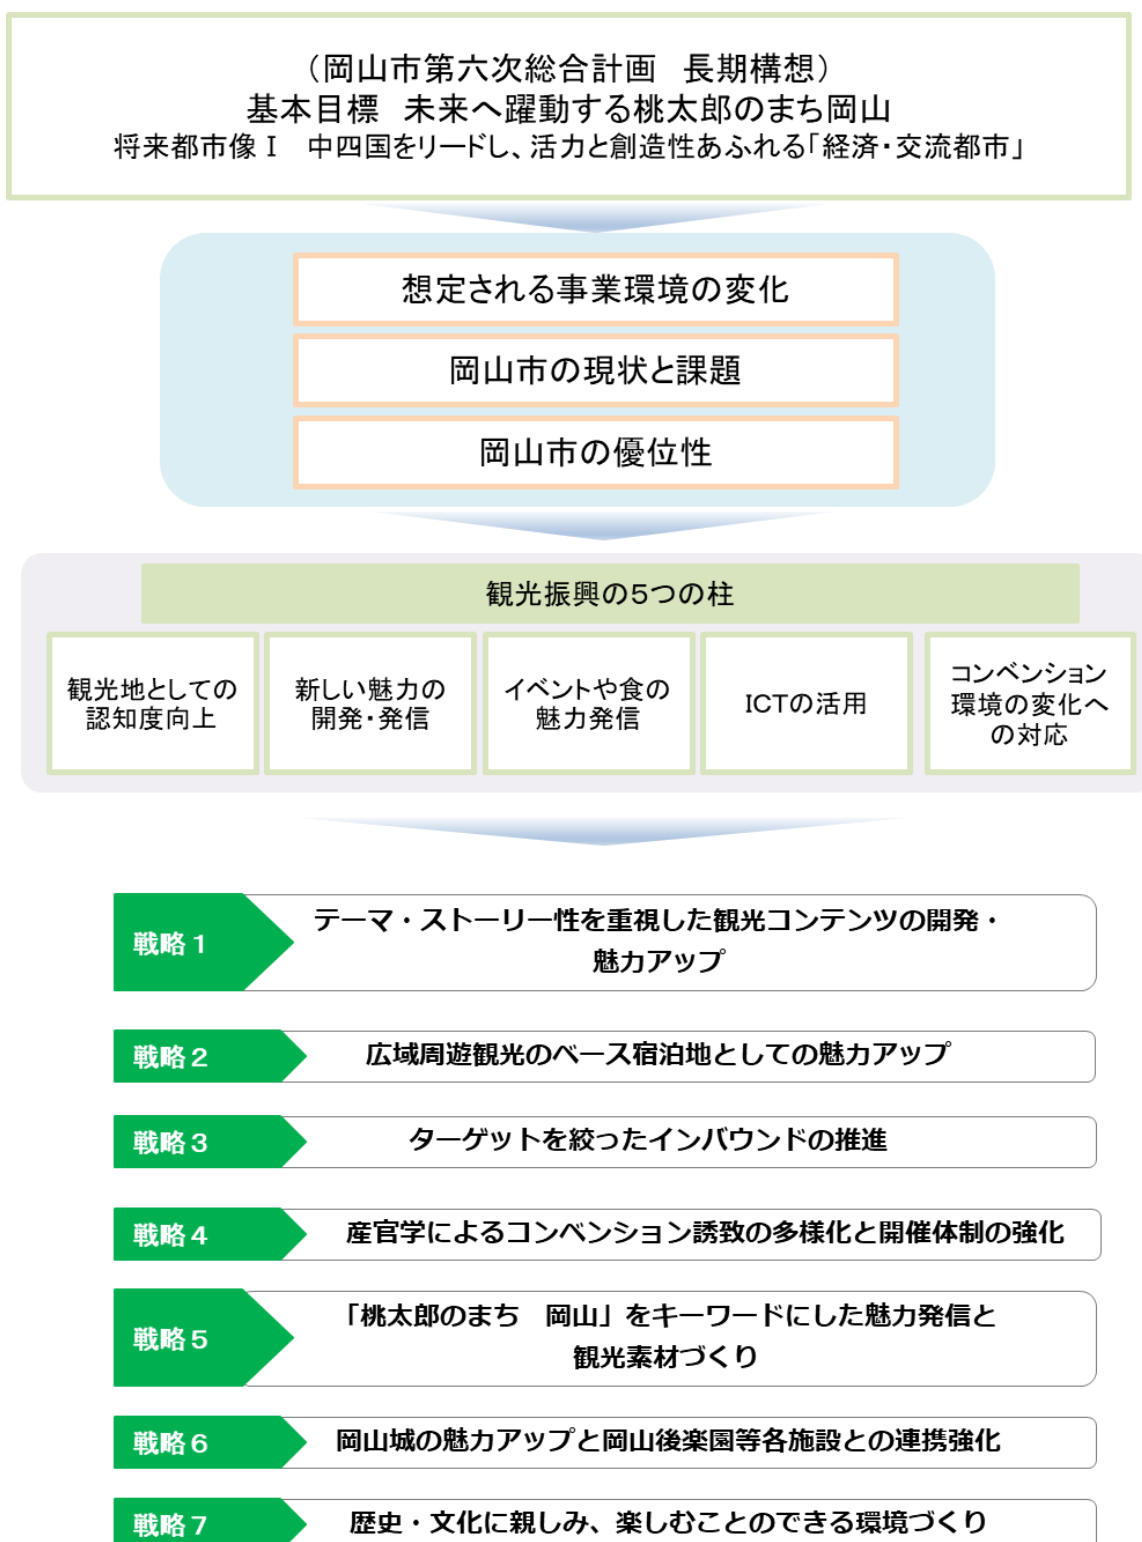 （岡山市第六次総合計画　長期構想）
基本目標　未来へ躍動する桃太郎のまち岡山
将来都市像Ⅰ　中四国をリードし、活力と創造性あふれる「経済・交流都市」
想定される事業環境の変化
岡山市の現状と課題
岡山市の優位性
観光振興の５つの柱
観光地としての
認知度向上
新しい魅力の
開発・発信
イベントや食の
魅力発信
ICTの活用
コンベンション
環境の変化へ
の対応
戦略１
テーマ・ストーリー性を重視した観光コンテンツの開発・
魅力アップ
戦略２
広域周遊観光のベース宿泊地としての魅力アップ
戦略３
ターゲットを絞ったインバウンドの推進
戦略４
産官学によるコンベンション誘致の多様化と開催体制の強化
戦略５
「桃太郎のまち　岡山」をキーワードにした魅力発信と
観光素材づくり
戦略６
岡山城の魅力アップと岡山後楽園等各施設との連携強化
戦略７
歴史・文化に親しみ、楽しむことのできる環境づくり